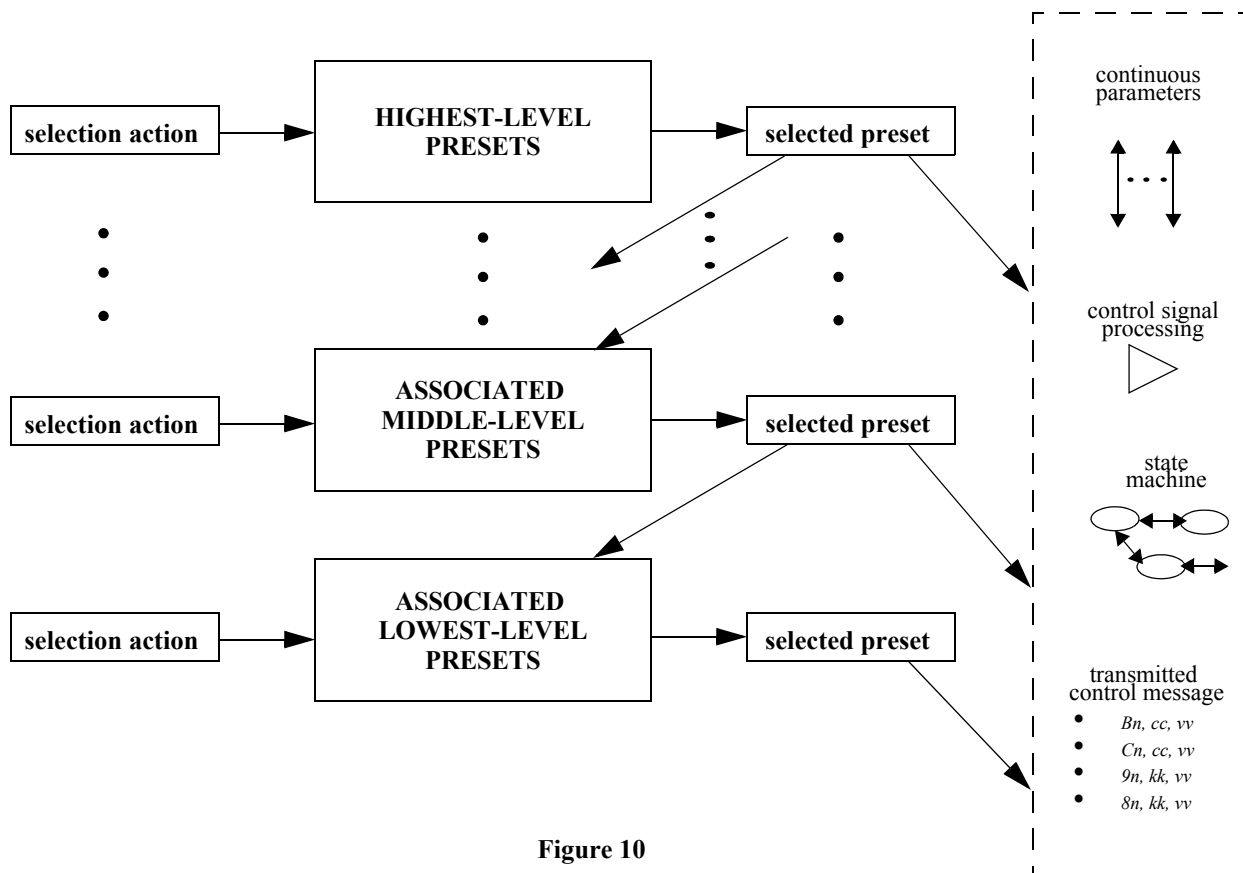 selection action
HIGHEST-LEVEL
PRESETS
selected preset
selection action
ASSOCIATED
MIDDLE-LEVEL
PRESETS
selected preset
selection action
ASSOCIATED
LOWEST-LEVEL
PRESETS
selected preset
continuous
parameters
control signal
processing
state
machine
transmitted
control message
• Bn, cc, vv
• Cn, cc, vv
• 9n, kk, vv
• 8n, kk, vv
Figure 10